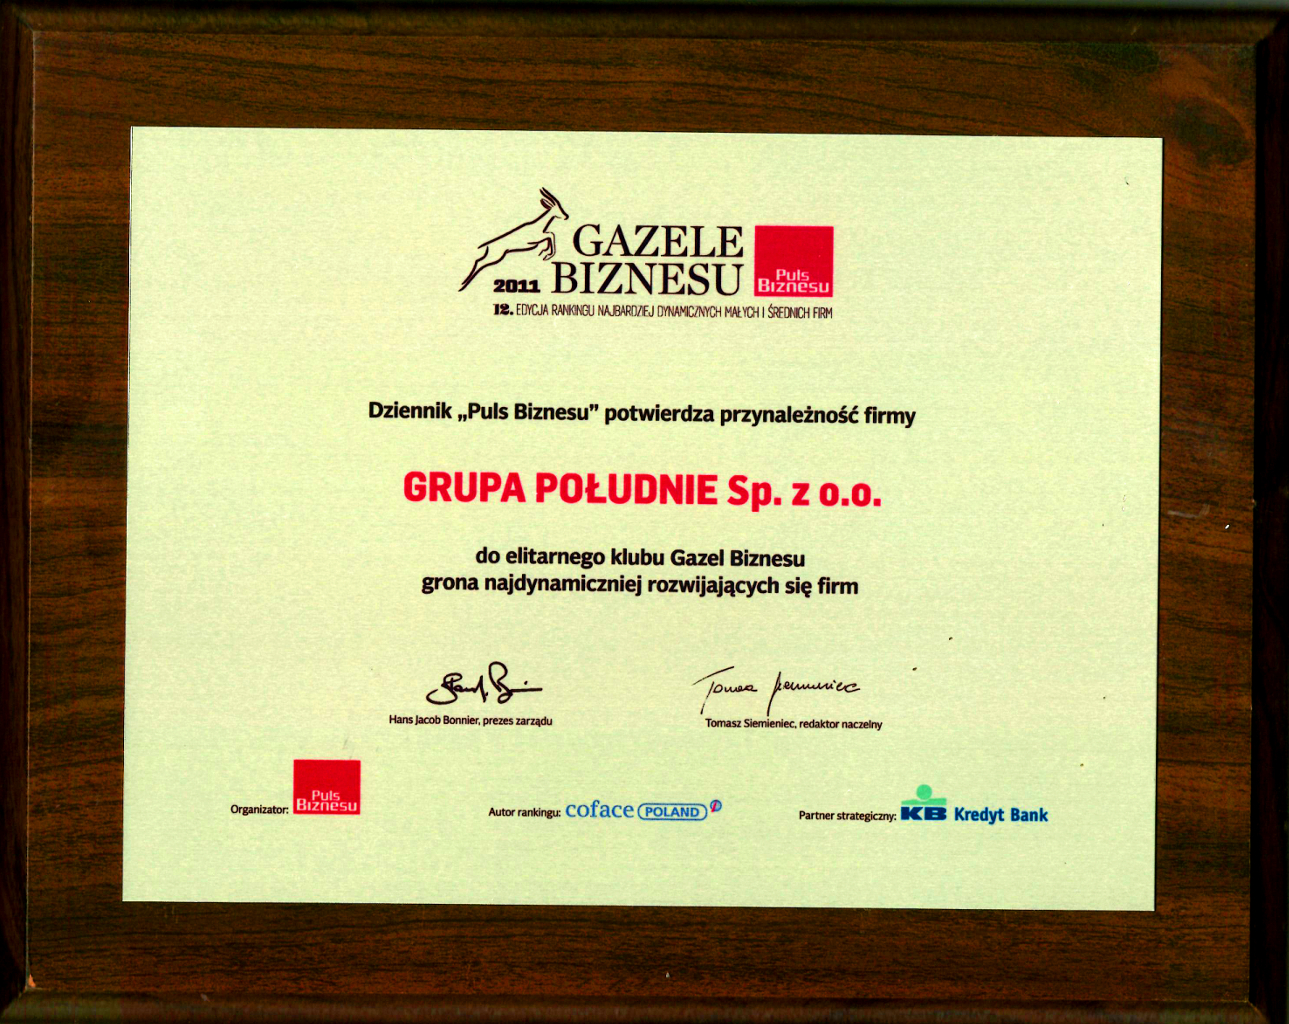 GAZELE
2011 BIZNESU
Puls
Biznesu
12. EDYCJA RANKINGU NAJBARDZIEJ DYNAMICZNYCH MAŁYCH I ŚREDNICH FIRM
Dziennik „Puls Biznesu” potwierdza przynależność firmy
GRUPA POŁUDNIE Sp. z o.o.
do elitarnego klubu Gazel Biznesu
grona najdynamiczniej rozwijających się firm
Hans Jacob Bonnier, prezes zarządu
Tomasz Siemieniec, redaktor naczelny
Organizator: Puls Biznesu
Autor rankingu: coface POLAND
Partner strategiczny: KB Kredyt Bank